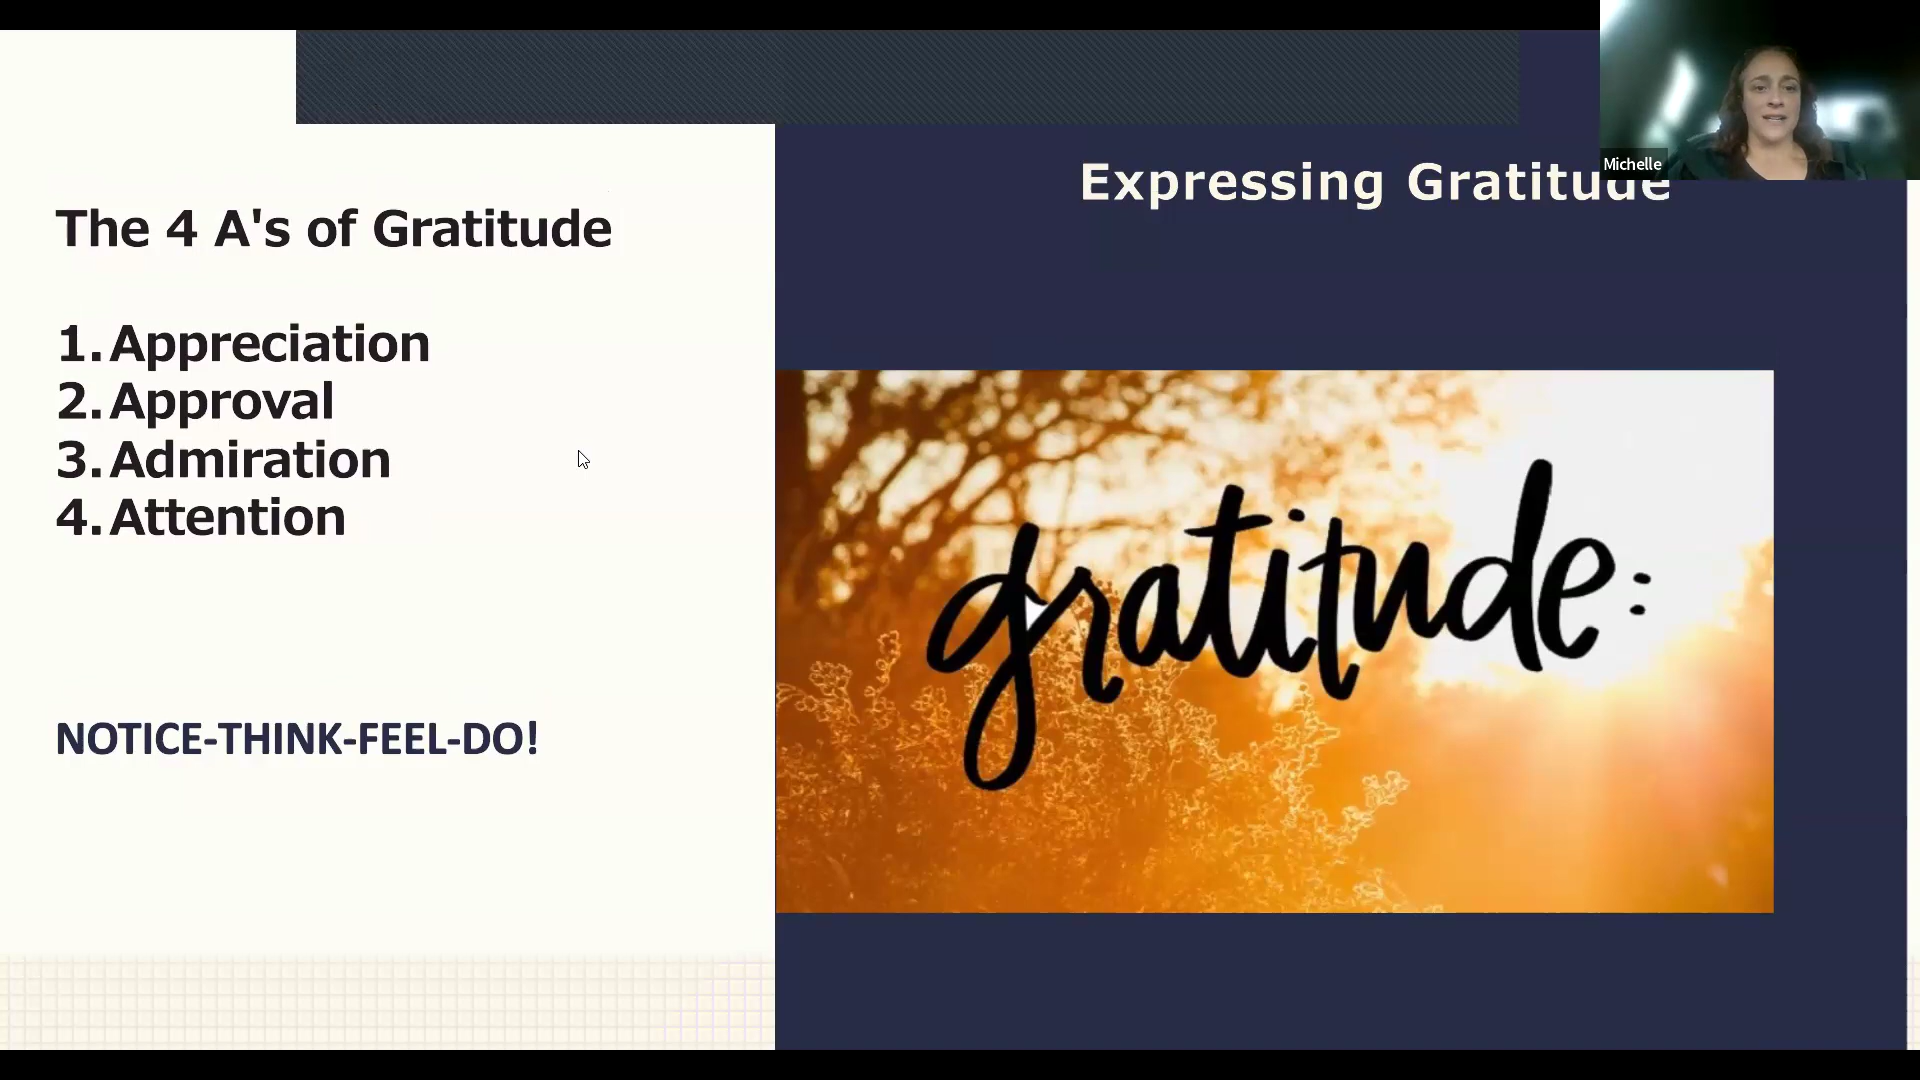 The 4 A's of Gratitude
1. Appreciation
2. Approval
3. Admiration
4. Attention
NOTICE-THINK-FEEL-DO!
Expressing Gratitude
gratitude:
Michelle